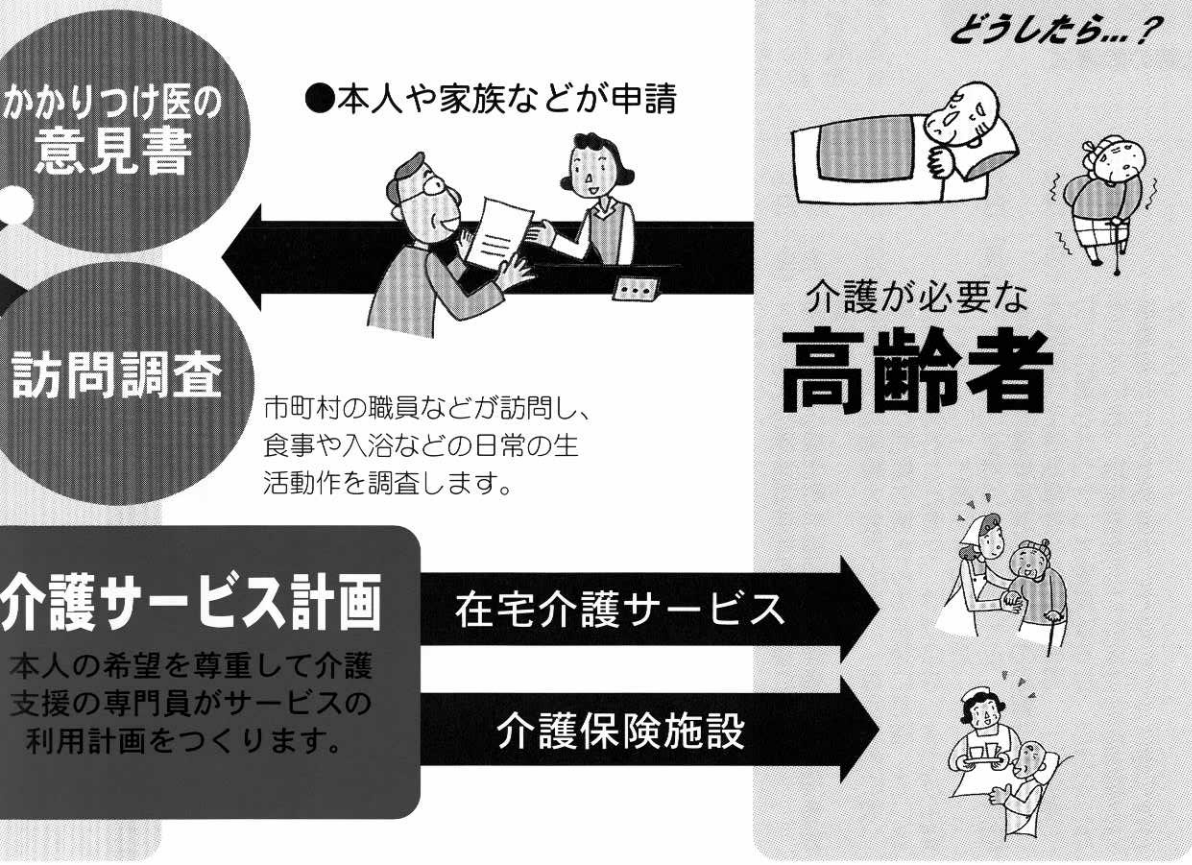 どうしたら…?
かかりつけ医の
意見書
●本人や家族などが申請
介護が必要な
高齢者
訪問調査
市町村の職員などが訪問し、
食事や入浴などの日常の生
活動作を調査します。
介護サービス計画
本人の希望を尊重して介護
支援の専門員がサービスの
利用計画をつくります。
在宅介護サービス
介護保険施設